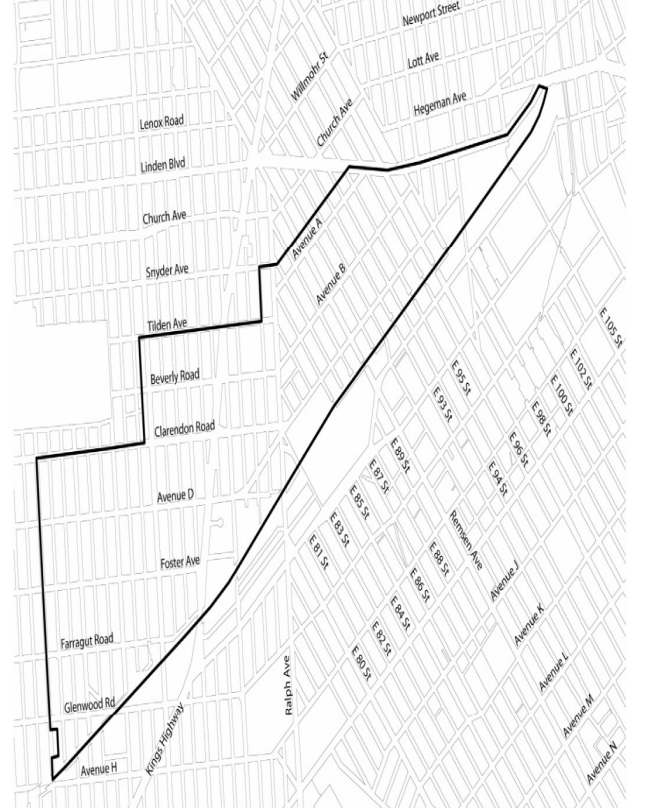 Newport Street
Lott Ave
Willmohr St
Hegeman Ave
Church Ave
Lenox Road
Linden Blvd
Church Ave
Avenue A
Snyder Ave
Avenue B
Tilden Ave
E 105 St
E 102 St
E 100 St
E 98 St
E 96 St
E 94 St
Beverly Road
E 95 St
E 93 St
Clarendon Road
E 89 St
E 87 St
E 85 St
E 83 St
E 81 St
Avenue D
Remsen Ave
Foster Ave
E 88 St
E 86 St
E 84 St
E 82 St
E 80 St
Avenue J
Avenue K
Avenue L
Avenue M
Avenue N
Farragut Road
Ralph Ave
Glenwood Rd
Kings Highway
Avenue H